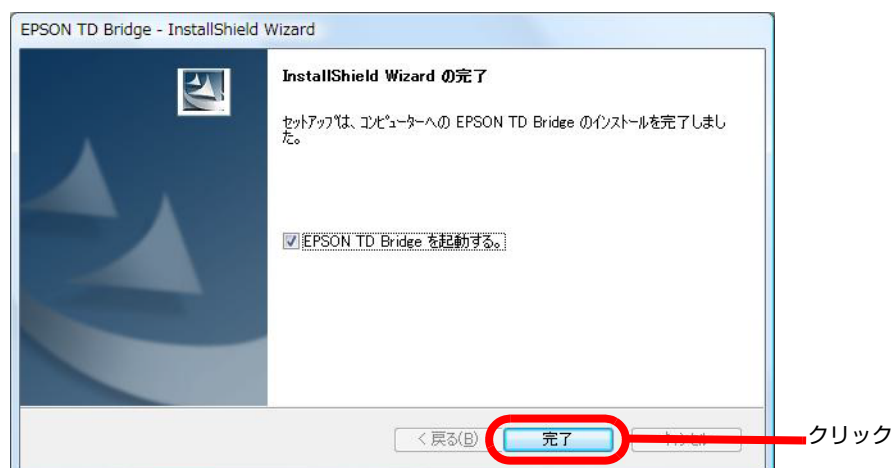 EPSON TD Bridge - InstallShield Wizard
InstallShield Wizard の完了
セットアップは、コンピューターへの EPSON TD Bridge のインストールを完了しまし
た。
EPSON TD Bridge を起動する。
< 戻る(B)
完了
クリック